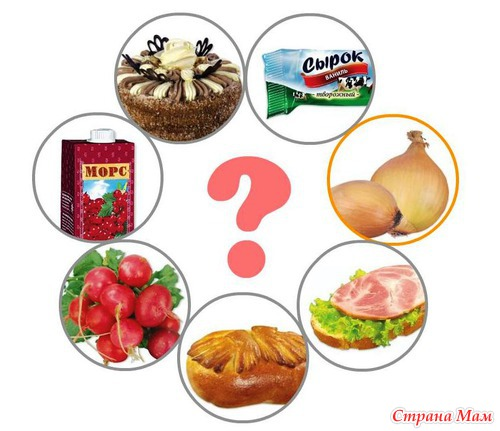 Сырок
ВАНИЛЬ
творожный
МОРС
?
Страна Мам